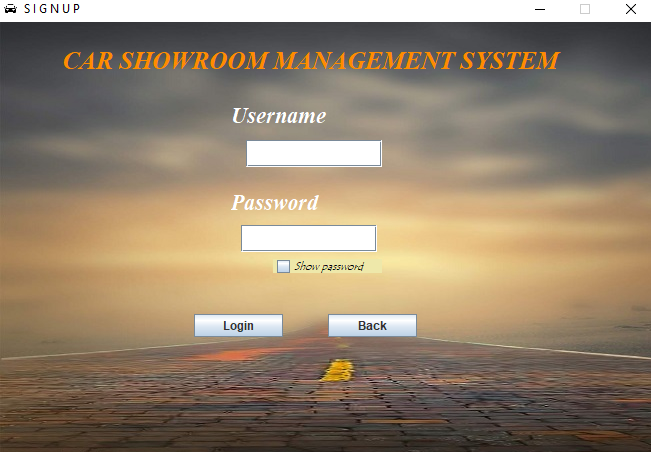 SIGNUP
CAR SHOWROOM MANAGEMENT SYSTEM
Username
Password
Show password
Login Back